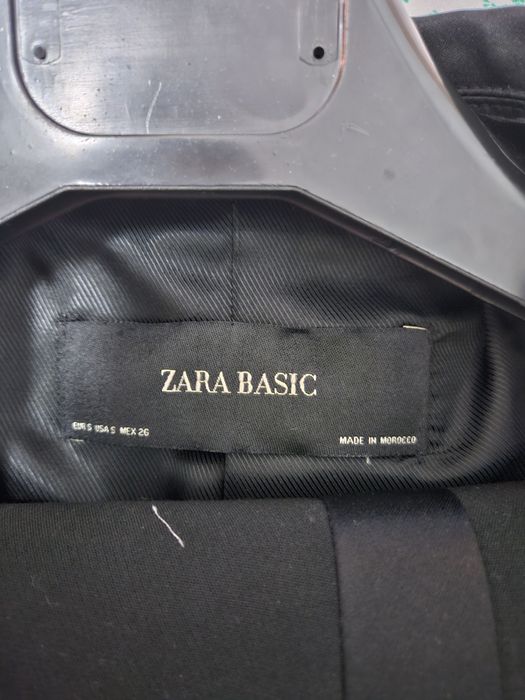 ZARA BASIC
EUR S USA S MEX 26
MADE IN MOROCCO